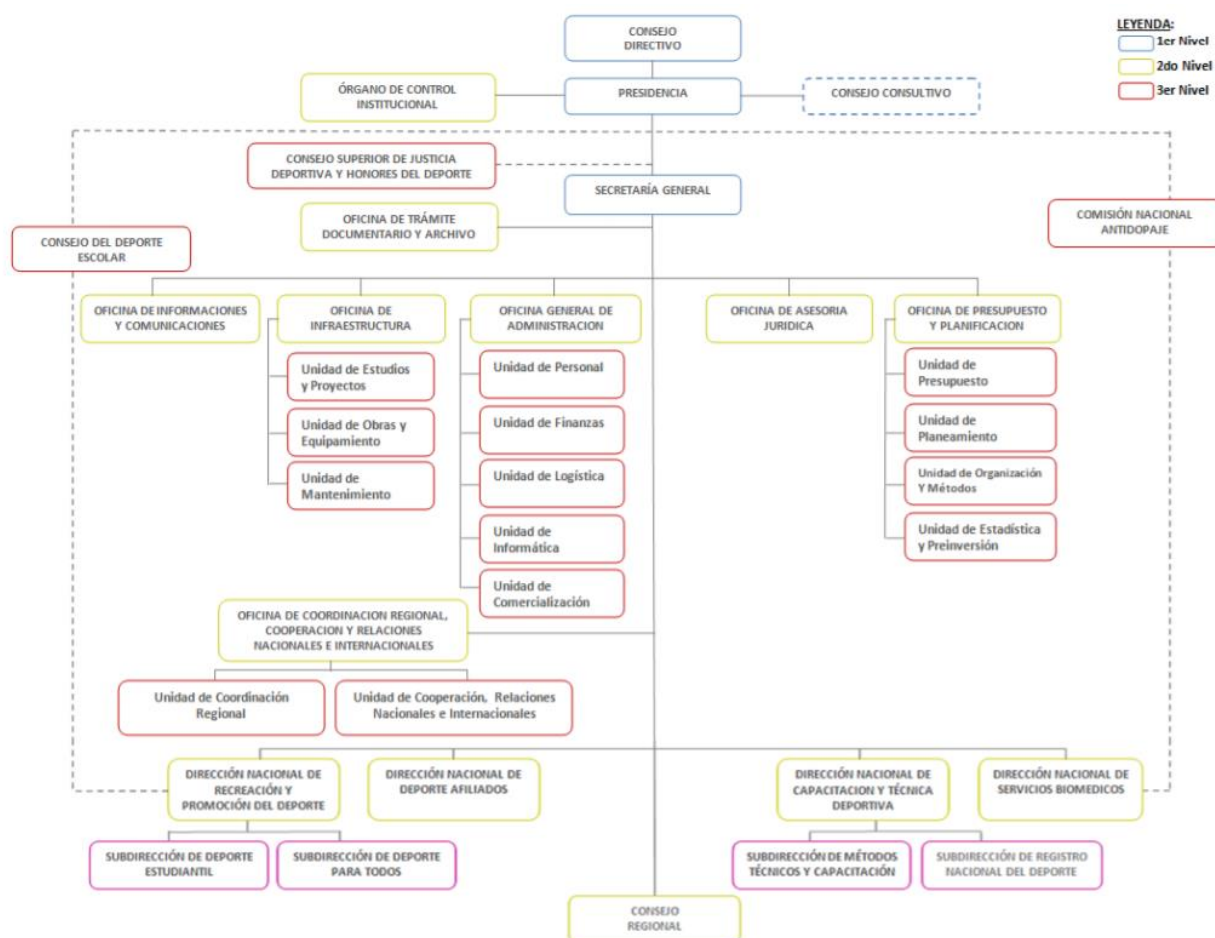 CONSEJO
DIRECTIVO
LEYENDA:
1er Nivel
2do Nivel
3er Nivel
ÓRGANO DE CONTROL
INSTITUCIONAL
PRESIDENCIA
CONSEJO CONSULTIVO
CONSEJO SUPERIOR DE JUSTICIA
DEPORTIVA Y HONORES DEL DEPORTE
SECRETARÍA GENERAL
OFICINA DE TRÁMITE
DOCUMENTARIO Y ARCHIVO
CONSEJO DEL DEPORTE
ESCOLAR
COMISIÓN NACIONAL
ANTIDOPAJE
OFICINA DE INFORMACIONES
Y COMUNICACIONES
OFICINA DE
INFRAESTRUCTURA
OFICINA GENERAL DE
ADMINISTRACION
OFICINA DE ASESORIA
JURIDICA
OFICINA DE PRESUPUESTO
Y PLANIFICACION
Unidad de Estudios
y Proyectos
Unidad de Obras y
Equipamiento
Unidad de
Mantenimiento
Unidad de Personal
Unidad de Finanzas
Unidad de Logística
Unidad de
Informática
Unidad de
Comercialización
Unidad de
Presupuesto
Unidad de
Planeamiento
Unidad de Organización
Y Métodos
Unidad de Estadística
y Preinversión
OFICINA DE COORDINACION REGIONAL,
COOPERACION Y RELACIONES
NACIONALES E INTERNACIONALES
Unidad de Coordinación
Regional
Unidad de Cooperación, Relaciones
Nacionales e Internacionales
DIRECCIÓN NACIONAL DE
RECREACIÓN Y
PROMOCIÓN DEL DEPORTE
DIRECCIÓN NACIONAL DE
DEPORTE AFILIADOS
DIRECCIÓN NACIONAL DE
CAPACITACION Y TÉCNICA
DEPORTIVA
DIRECCIÓN NACIONAL DE
SERVICIOS BIOMEDICOS
SUBDIRECCIÓN DE DEPORTE
ESTUDIANTIL
SUBDIRECCIÓN DE DEPORTE
PARA TODOS
SUBDIRECCIÓN DE MÉTODOS
TÉCNICOS Y CAPACITACIÓN
SUBDIRECCIÓN DE REGISTRO
NACIONAL DEL DEPORTE
CONSEJO
REGIONAL